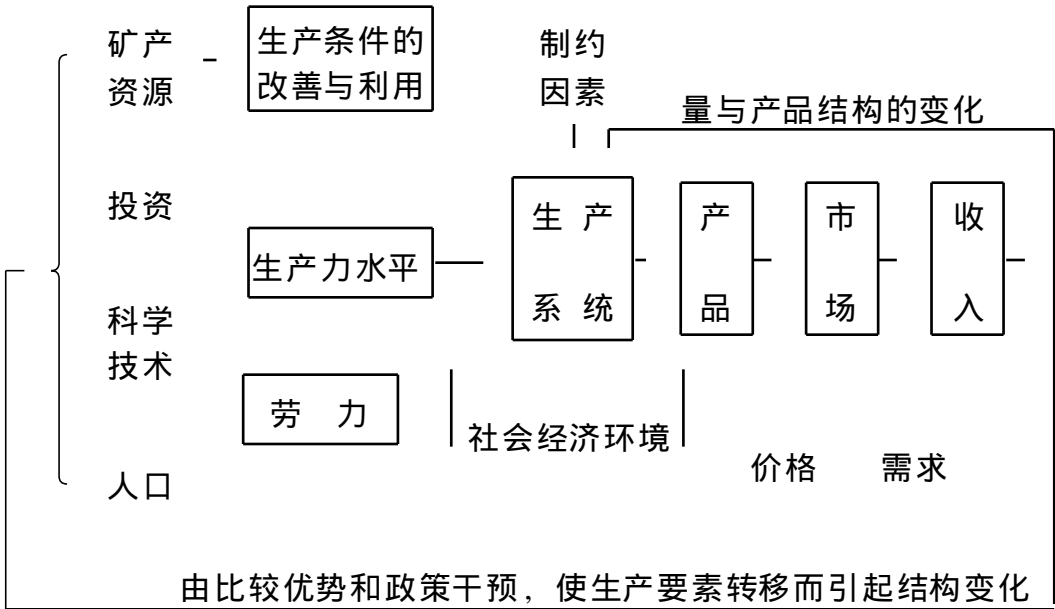 矿产
资源
生产条件的
改善与利用
制约
因素
量与产品结构的变化
投资
生产力水平
生 产
系 统
产
品
市
场
收
入
科学
技术
劳 力
社会经济环境
价格 需求
人口
由比较优势和政策干预，使生产要素转移而引起结构变化